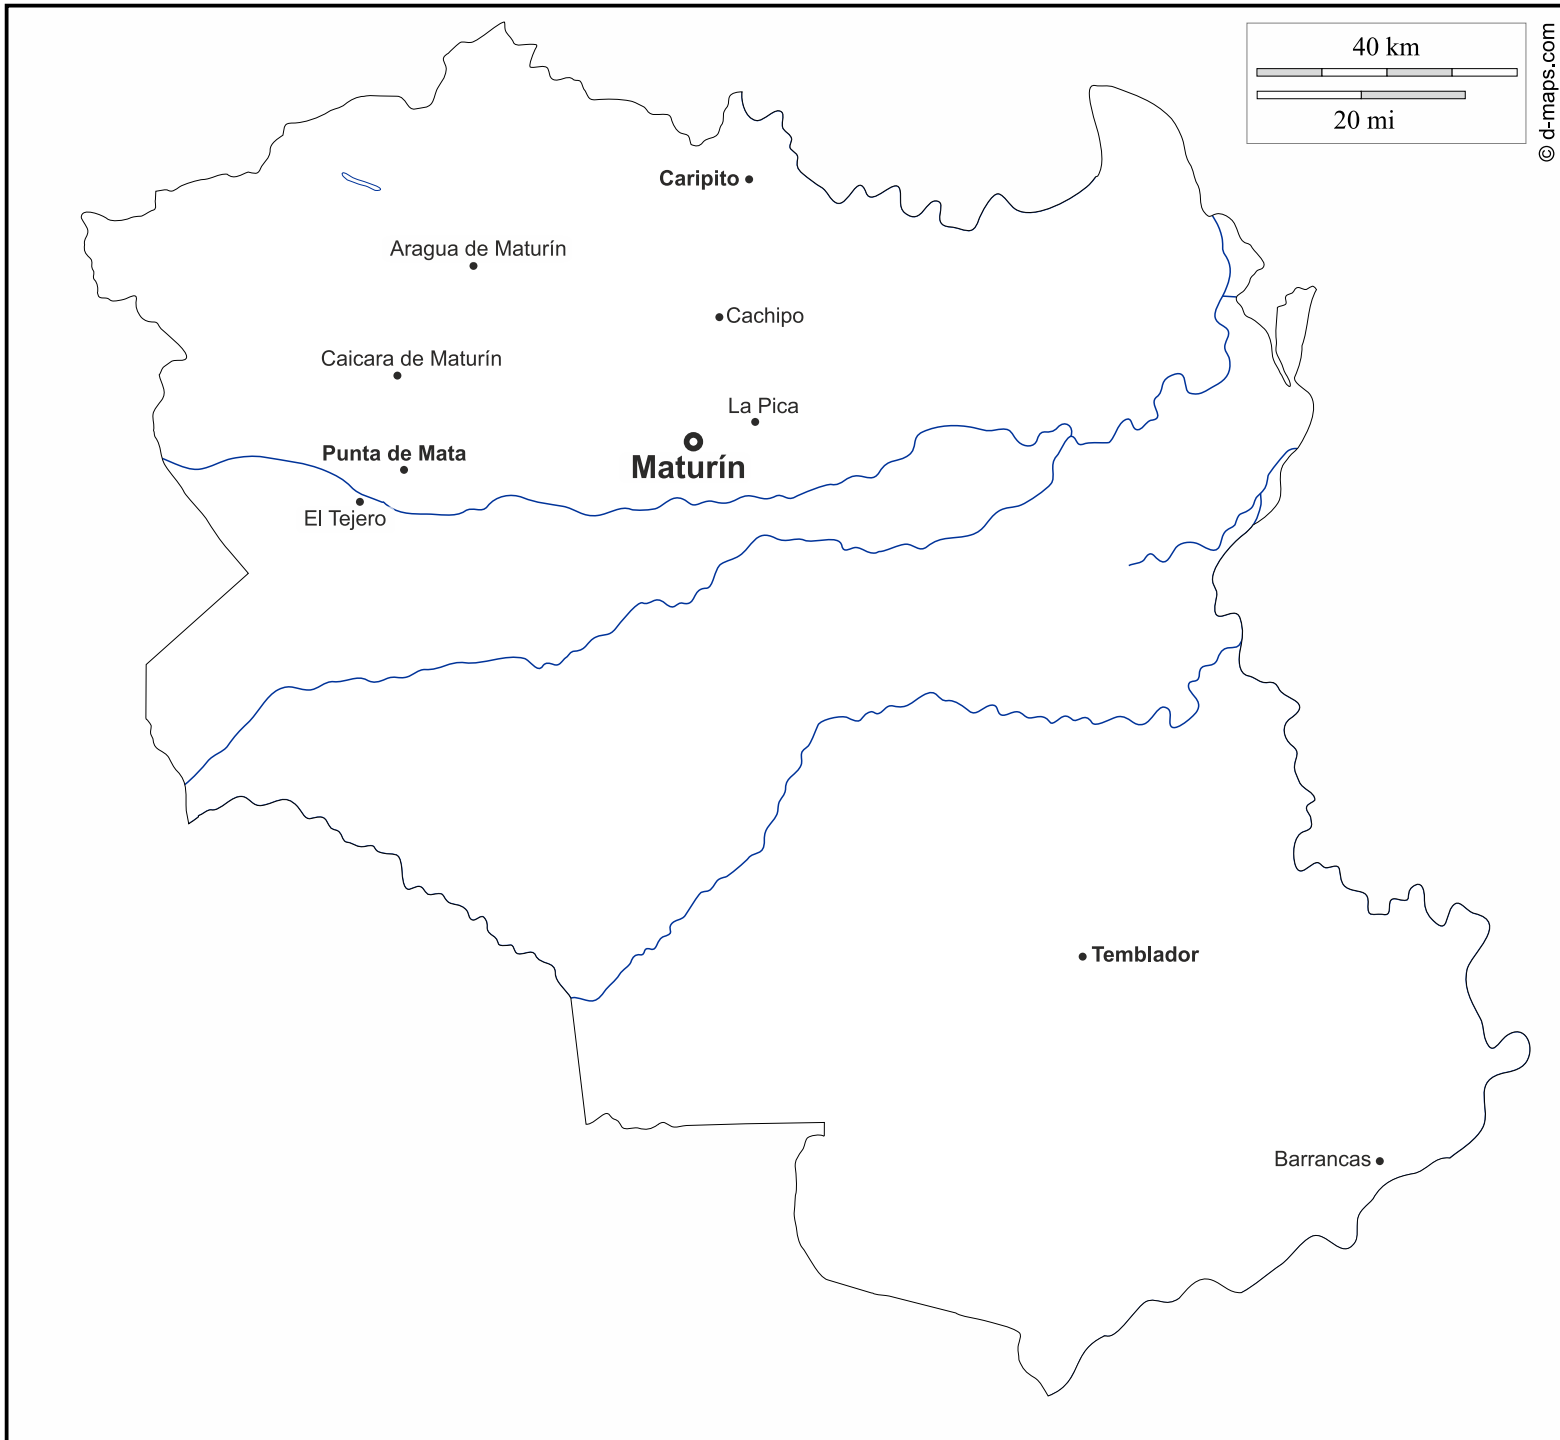 40 km
20 mi
© d-maps.com
Caripito
Aragua de Maturín
Cachipo
Caicara de Maturín
La Pica
Punta de Mata
Maturín
El Tejero
Temblador
Barrancas